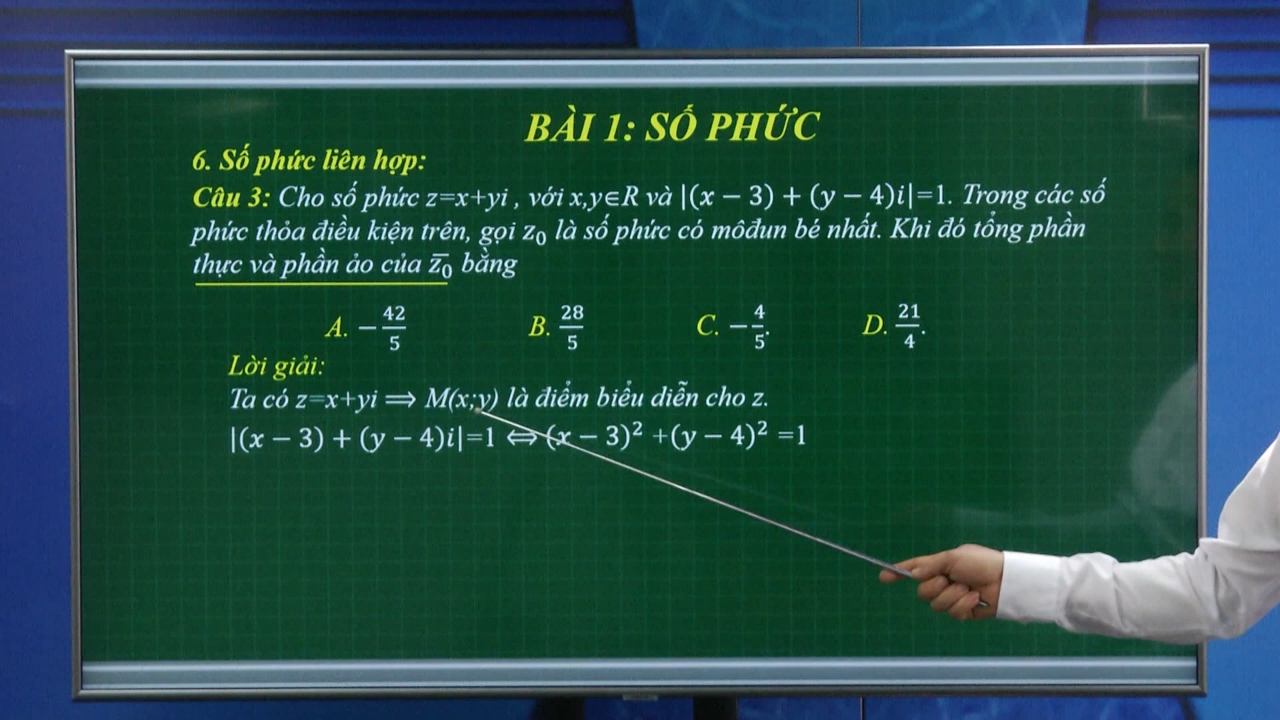 BÀI 1: SỐ PHỨC
6. Số phức liên hợp:
Câu 3: Cho số phức z=x+yi , với x,y∈R và |(x − 3) + (y − 4)i|=1. Trong các số
phức thỏa điều kiện trên, gọi z₀ là số phức có môđun bé nhất. Khi đó tổng phần
thực và phần ảo của z̅₀ bằng
A. −42/5 B. 28/5 C. −4/5. D. 21/4.
Lời giải:
Ta có z=x+yi ⟹ M(x;y) là điểm biểu diễn cho z.
|(x − 3) + (y − 4)i|=1 ⟺ (x − 3)² +(y − 4)² =1